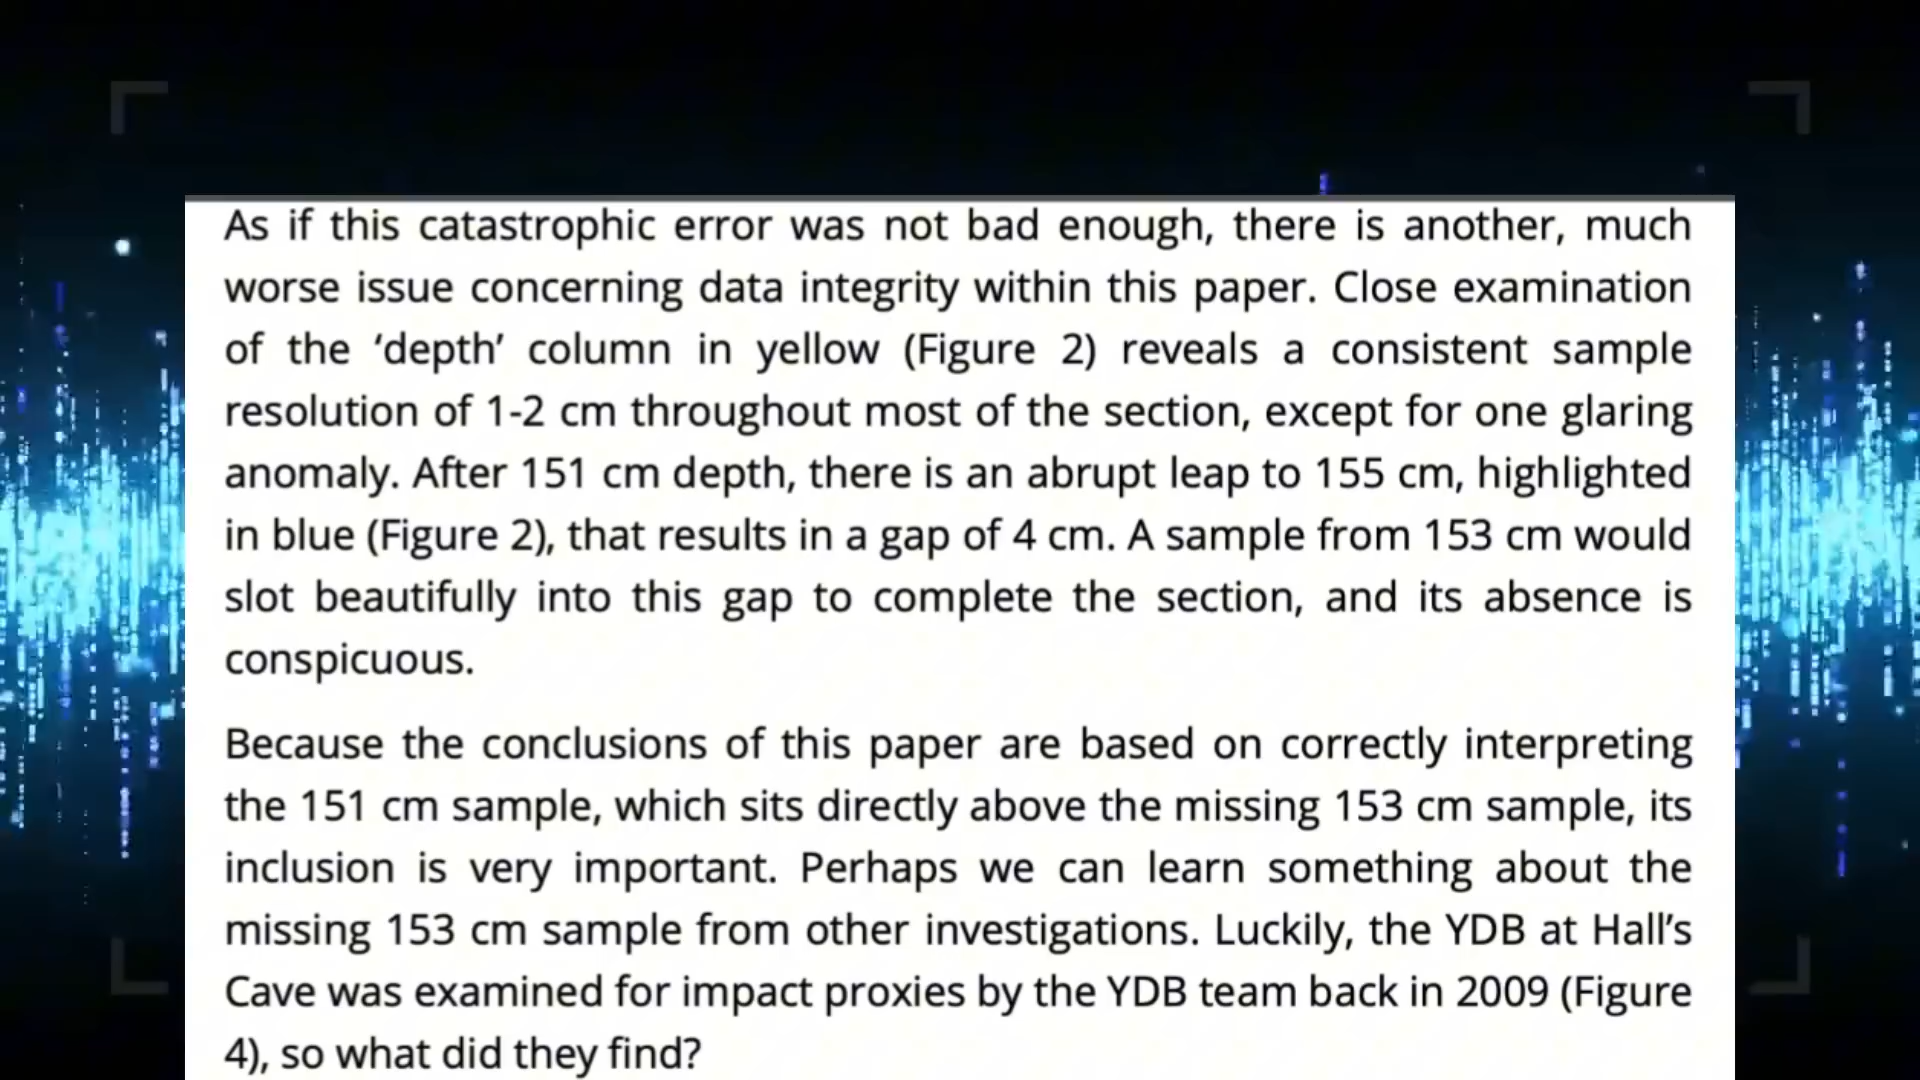 As if this catastrophic error was not bad enough, there is another, much
worse issue concerning data integrity within this paper. Close examination
of the ‘depth’ column in yellow (Figure 2) reveals a consistent sample
resolution of 1-2 cm throughout most of the section, except for one glaring
anomaly. After 151 cm depth, there is an abrupt leap to 155 cm, highlighted
in blue (Figure 2), that results in a gap of 4 cm. A sample from 153 cm would
slot beautifully into this gap to complete the section, and its absence is
conspicuous.
Because the conclusions of this paper are based on correctly interpreting
the 151 cm sample, which sits directly above the missing 153 cm sample, its
inclusion is very important. Perhaps we can learn something about the
missing 153 cm sample from other investigations. Luckily, the YDB at Hall’s
Cave was examined for impact proxies by the YDB team back in 2009 (Figure
4), so what did they find?